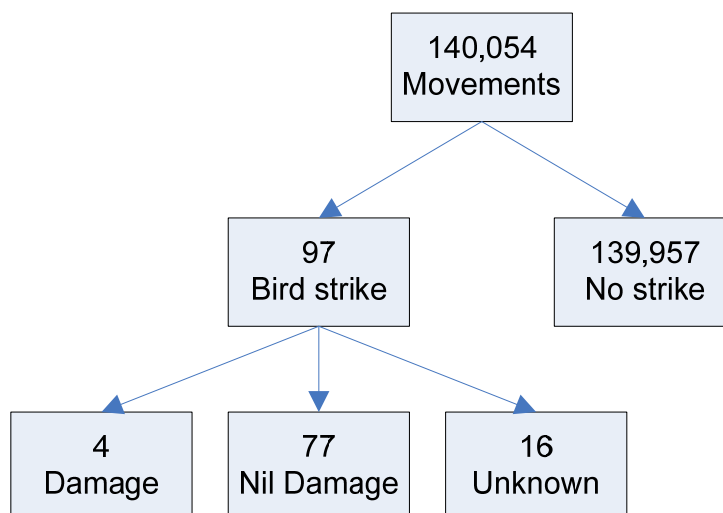 140,054
Movements
97
Bird strike
139,957
No strike
4
Damage
77
Nil Damage
16
Unknown